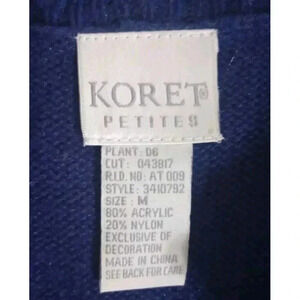 KORET®
PETITES
PLANT: 06
CUT: 043817
R.I.D. NO: AT 009
STYLE: 3410792
SIZE: M
80% ACRYLIC
20% NYLON
EXCLUSIVE OF
DECORATION
MADE IN CHINA
SEE BACK FOR CARE